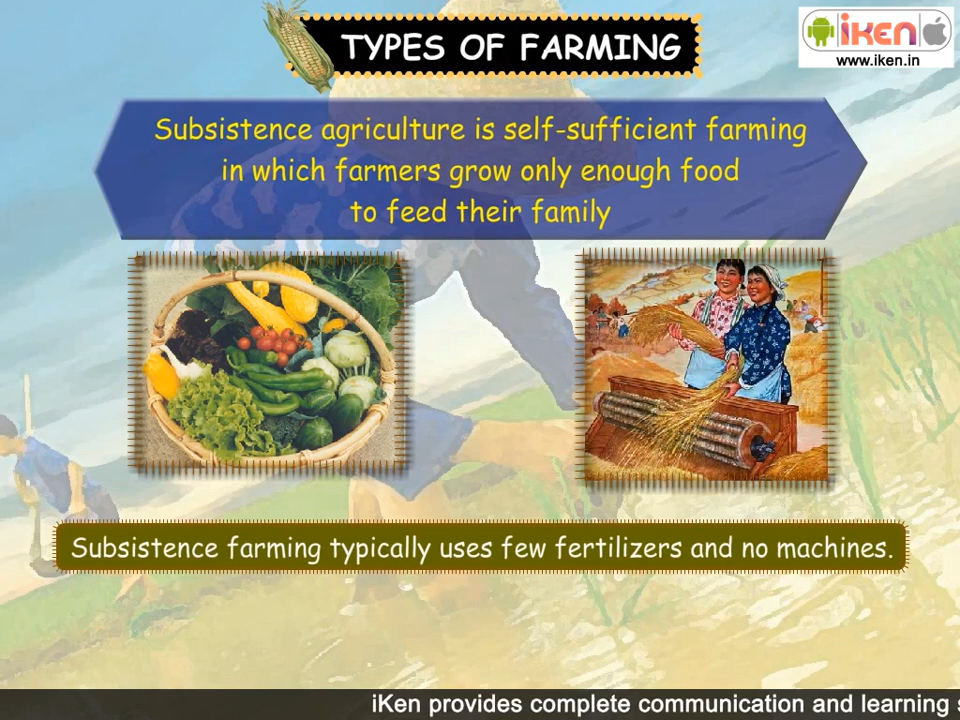 TYPES OF FARMING
iKEN
www.iken.in
Subsistence agriculture is self-sufficient farming
in which farmers grow only enough food
to feed their family
Subsistence farming typically uses few fertilizers and no machines.
iKen provides complete communication and learning